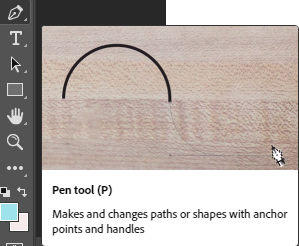 Pen tool (P)
Makes and changes paths or shapes with anchor
points and handles